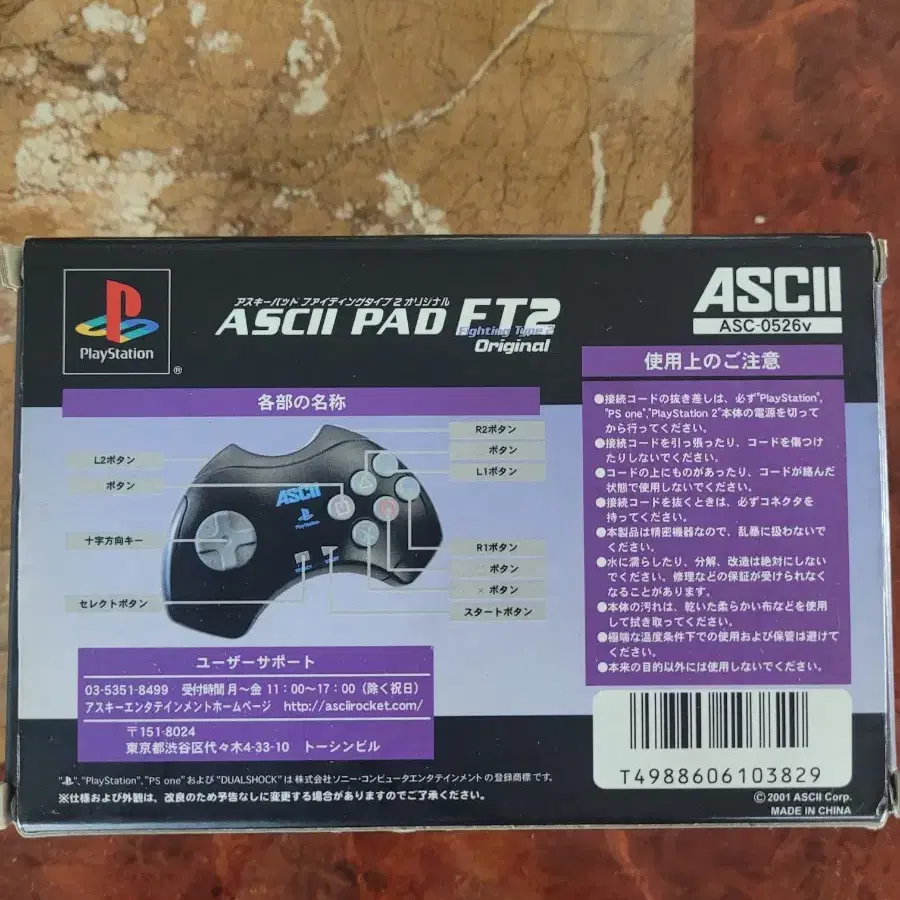 PlayStation
®
アスキーパッド ファイティングタイプ2 オリジナル
ASCII PAD FT2
Fighting Type 2
Original
ASCII
ASC-0526v
各部の名称
L2ボタン
ボタン
十字方向キー
セレクトボタン
R2ボタン
ボタン
L1ボタン
R1ボタン
○ ボタン
× ボタン
スタートボタン
ASCII
PlayStation
使用上のご注意
●接続コードの抜き差しは、必ず"PlayStation",
"PS one","PlayStation 2"本体の電源を切って
から行ってください。
●接続コードを引っ張ったり、コードを傷つけ
たりしないでください。
●コードの上にものがあったり、コードが絡んだ
状態で使用しないでください。
●接続コードを抜くときは、必ずコネクタを
持ってください。
●本製品は精密機器なので、乱暴に扱わないで
ください。
●水に濡らしたり、分解、改造は絶対にしない
でください。修理などの保証が受けられなく
なることがあります。
●本体の汚れは、乾いた柔らかい布などを使用
して拭き取ってください。
●極端な温度条件下での使用および保管は避けて
ください。
●本来の目的以外には使用しないでください。
ユーザーサポート
03-5351-8499 受付時間 月〜金 11：00〜17：00（除く祝日）
アスキーエンタテインメントホームページ http://asciirocket.com/
〒151-8024
東京都渋谷区代々木4-33-10 トーシンビル
","PlayStation","PS one" および "DUALSHOCK" は 株式会社ソニー・コンピュータエンタテインメント の登録商標 です。
※仕様および外観は、改良のため予告なしに変更する場合がありますのでご了承ください。
T4988606103829
©2001 ASCII Corp.
MADE IN CHINA